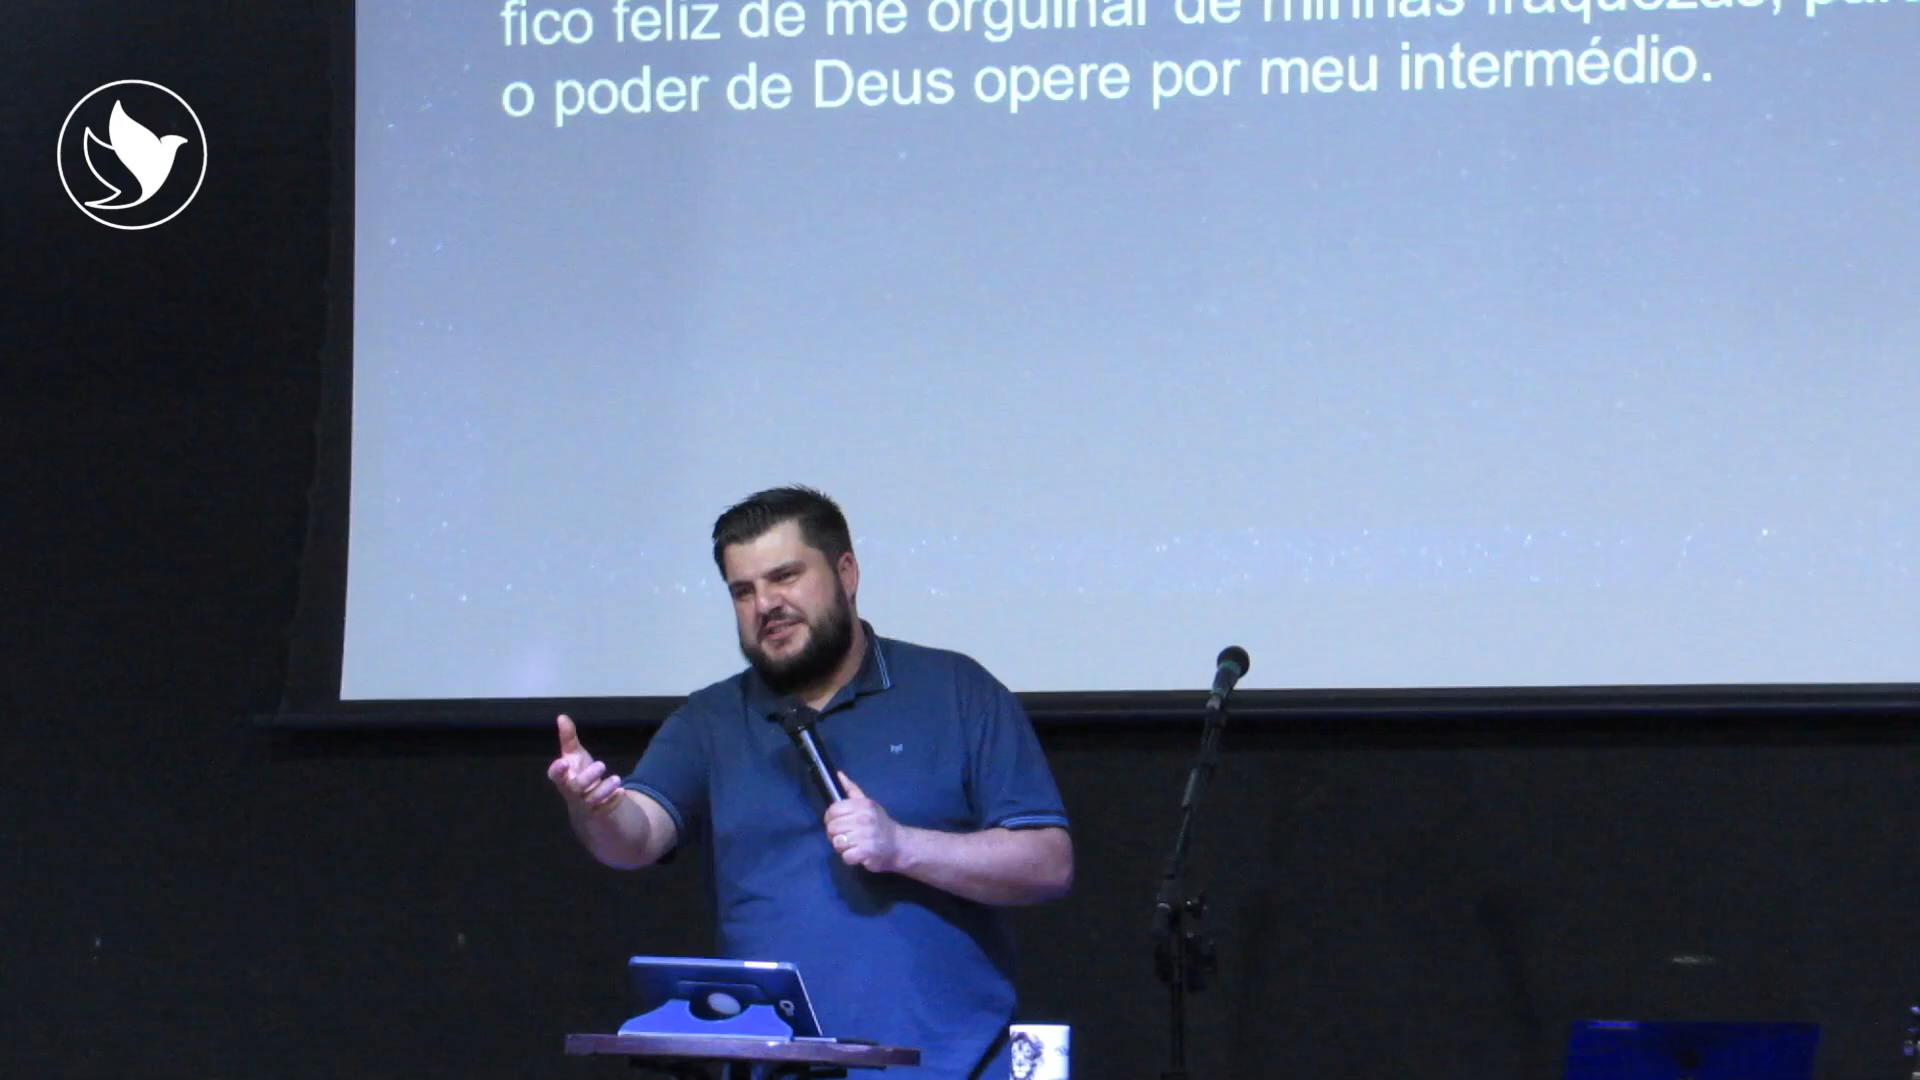 fico feliz de me orgulhar de minhas fraquezas, para
o poder de Deus opere por meu intermédio.